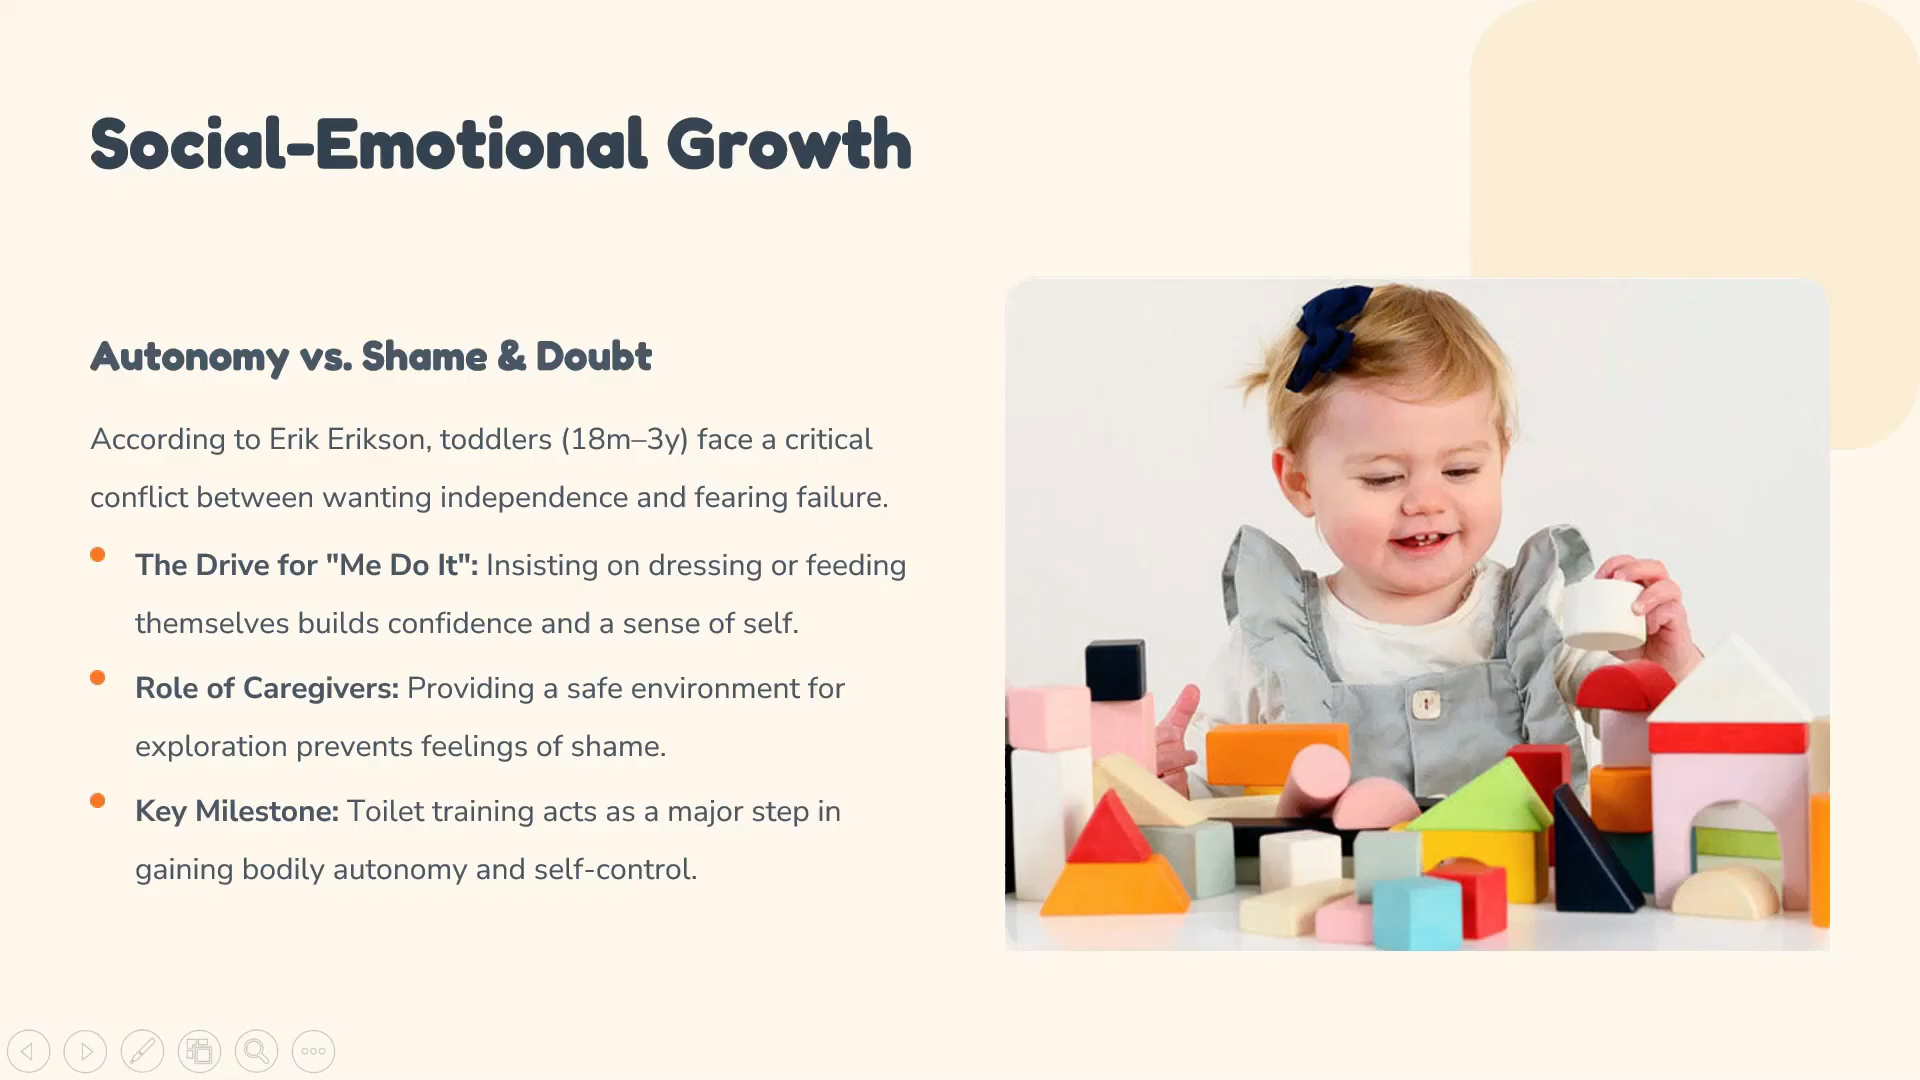 Social-Emotional Growth
Autonomy vs. Shame & Doubt
According to Erik Erikson, toddlers (18m–3y) face a critical
conflict between wanting independence and fearing failure.
The Drive for "Me Do It": Insisting on dressing or feeding
themselves builds confidence and a sense of self.
Role of Caregivers: Providing a safe environment for
exploration prevents feelings of shame.
Key Milestone: Toilet training acts as a major step in
gaining bodily autonomy and self-control.